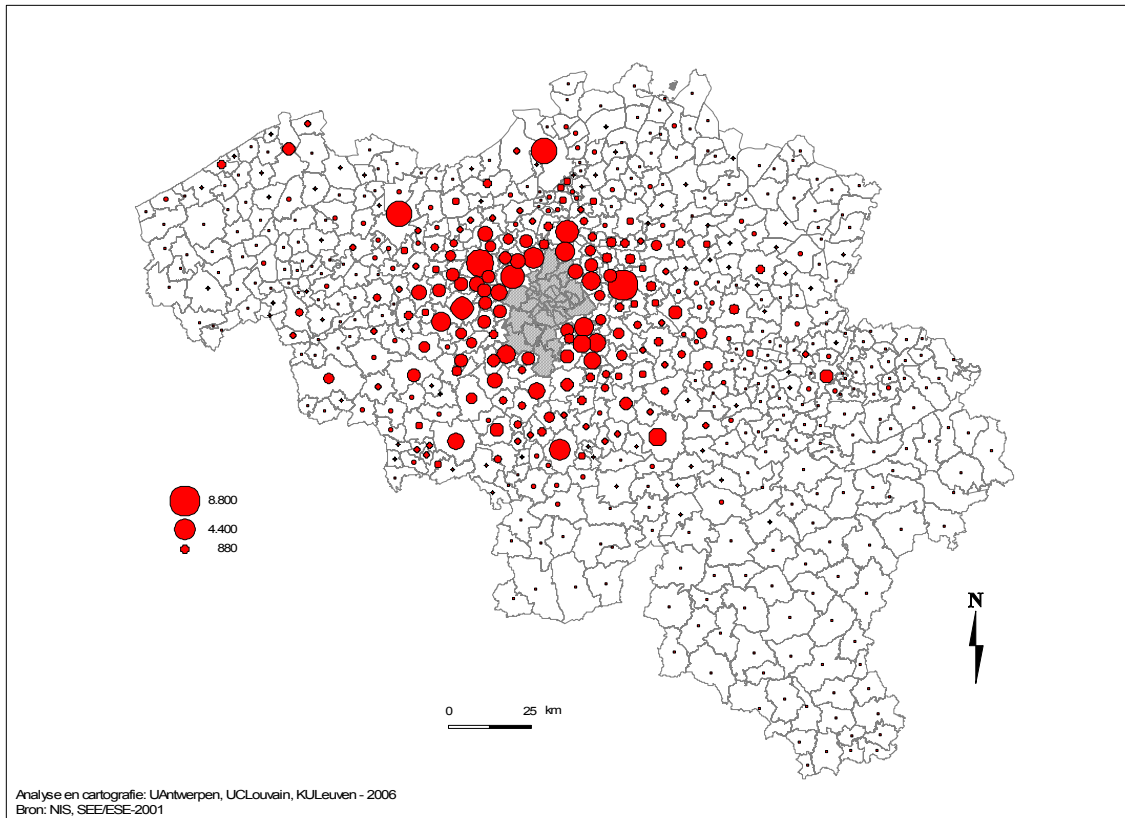 8.800
4.400
880
N
0 25 km
Analyse en cartografie: UAntwerpen, UCLouvain, KULeuven - 2006
Bron: NIS, SEE/ESE-2001